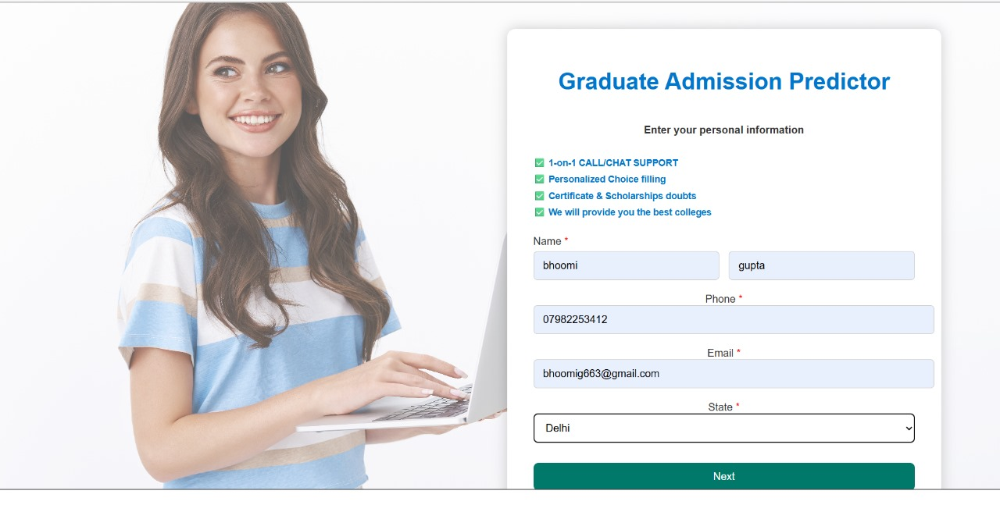 Graduate Admission Predictor
Enter your personal information
✅ 1-on-1 CALL/CHAT SUPPORT
✅ Personalized Choice filling
✅ Certificate & Scholarships doubts
✅ We will provide you the best colleges
Name *
bhoomi gupta
Phone *
07982253412
Email *
bhoomig663@gmail.com
State *
Delhi
Next